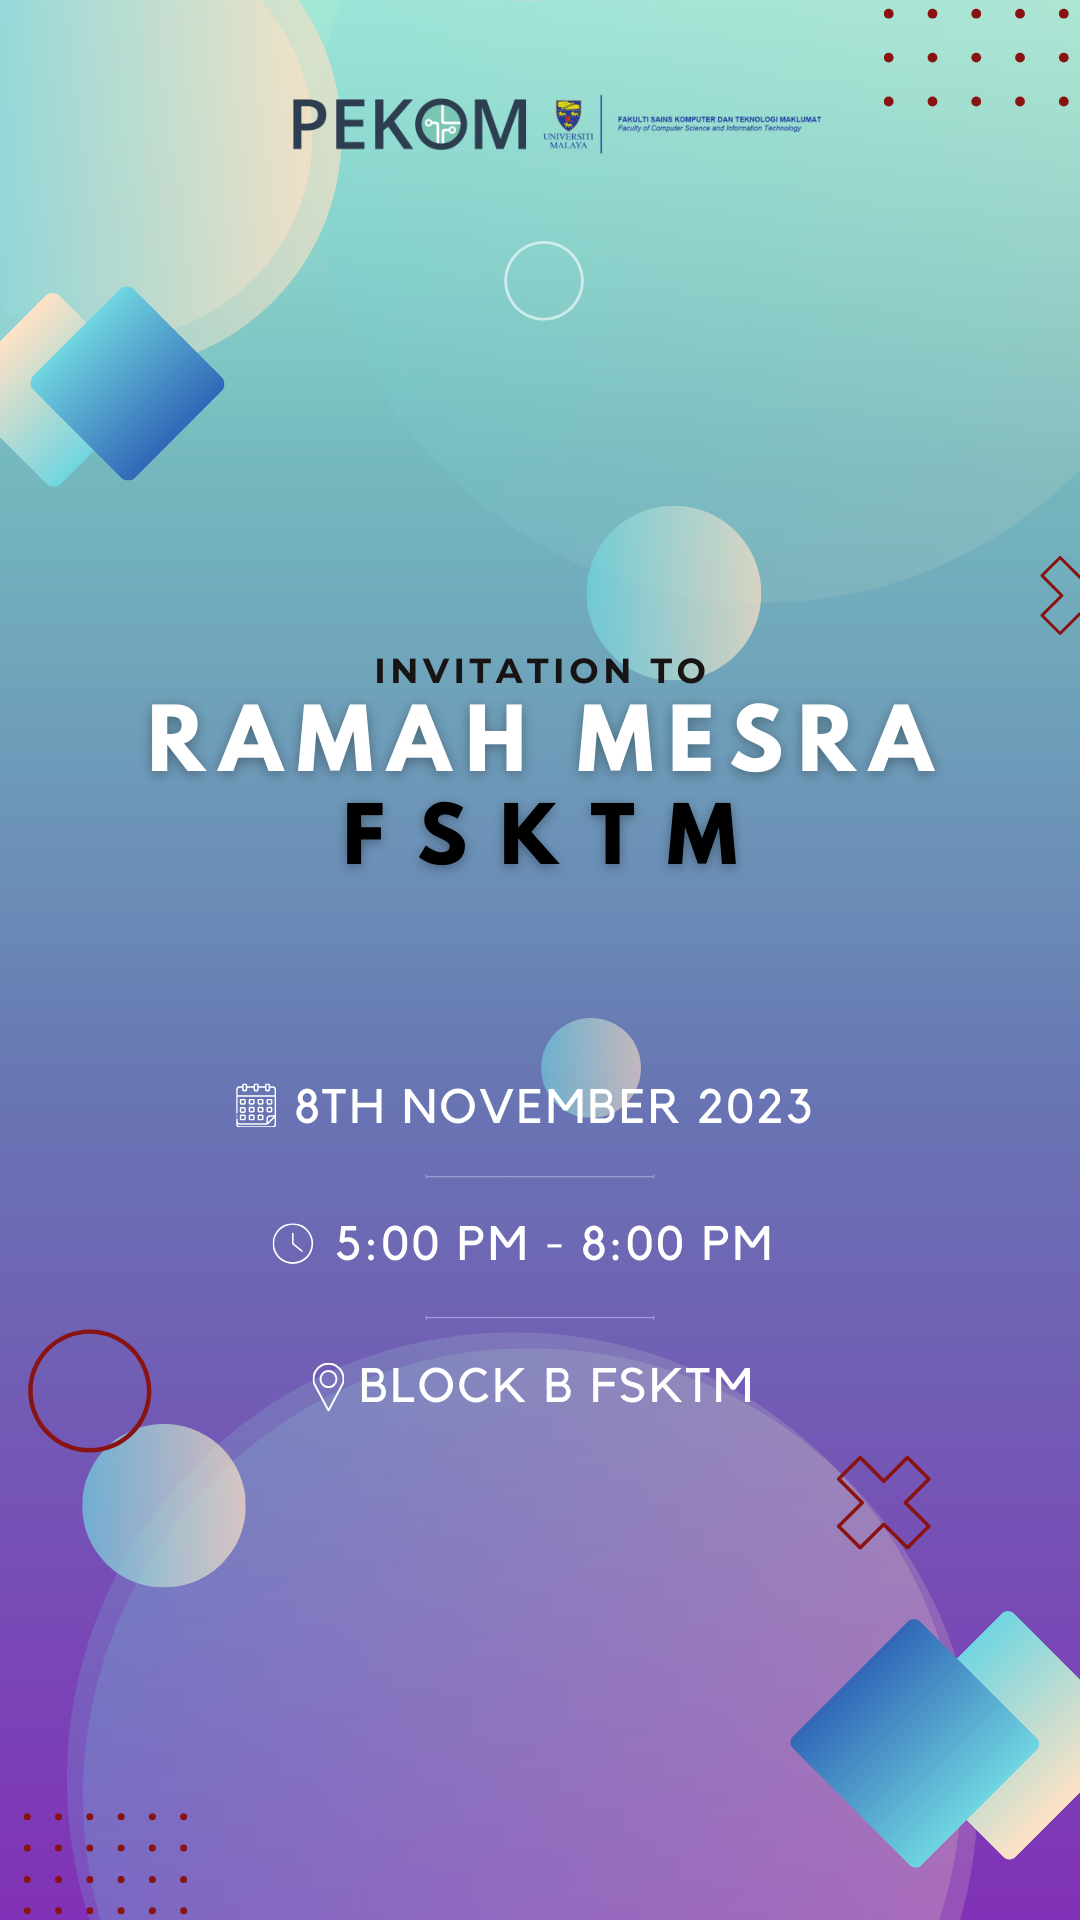 PEKOM
UNIVERSITI
MALAYA
FAKULTI SAINS KOMPUTER DAN TEKNOLOGI MAKLUMAT
Faculty of Computer Science and Information Technology
INVITATION TO
RAMAH MESRA
FSKTM
8TH NOVEMBER 2023
5:00 PM - 8:00 PM
BLOCK B FSKTM